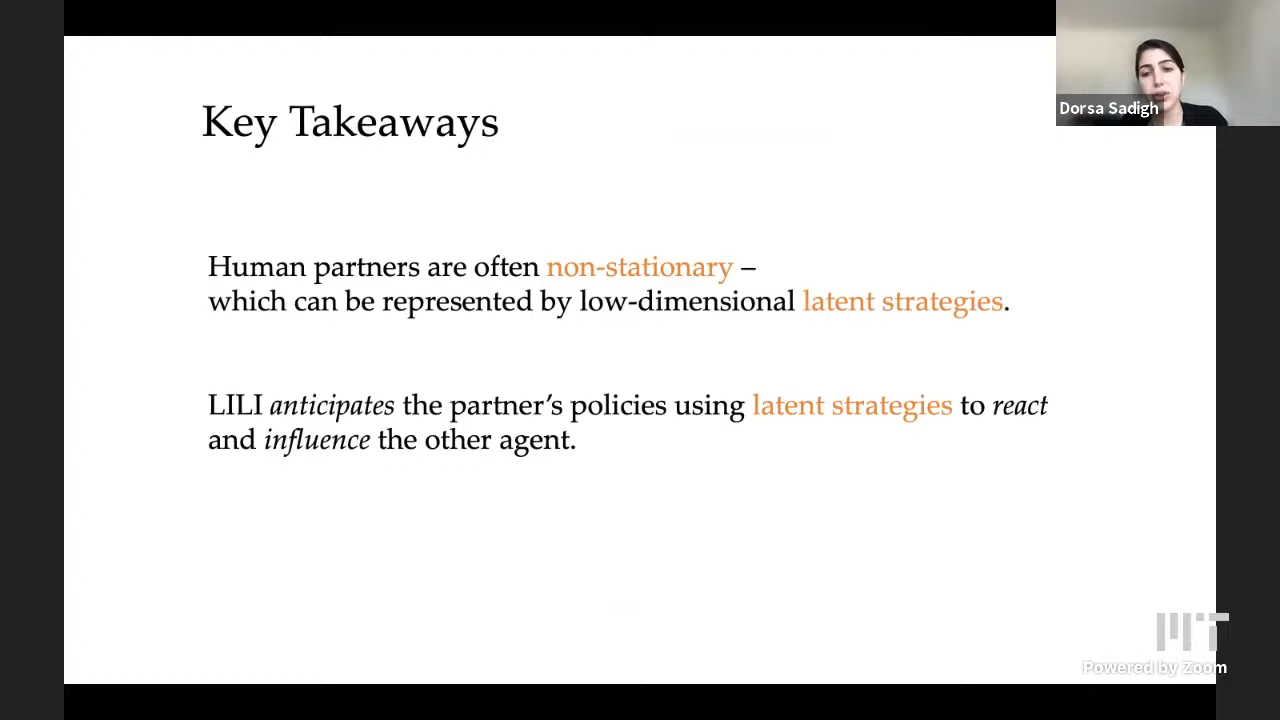 Dorsa Sadigh
Key Takeaways
Human partners are often non-stationary –
which can be represented by low-dimensional latent strategies.
LILI anticipates the partner’s policies using latent strategies to react
and influence the other agent.
MIT
Powered by Zoom